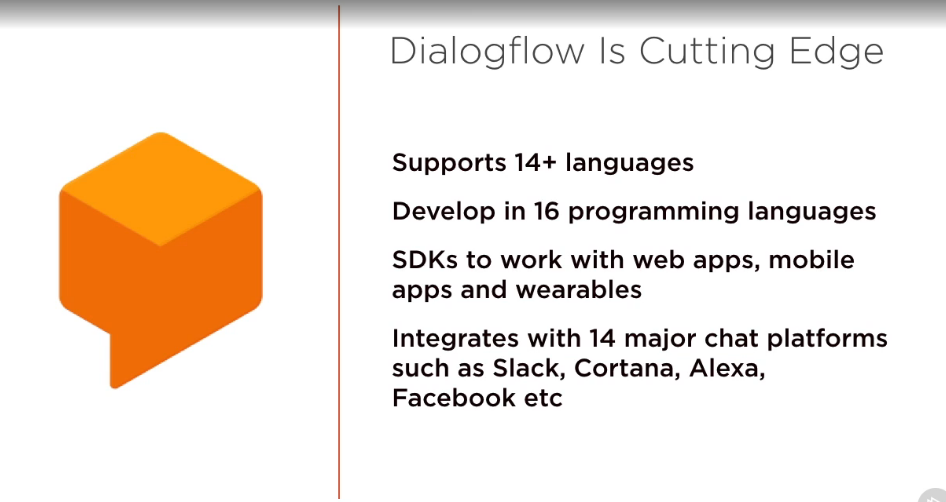 Dialogflow Is Cutting Edge
Supports 14+ languages
Develop in 16 programming languages
SDKs to work with web apps, mobile
apps and wearables
Integrates with 14 major chat platforms
such as Slack, Cortana, Alexa,
Facebook etc